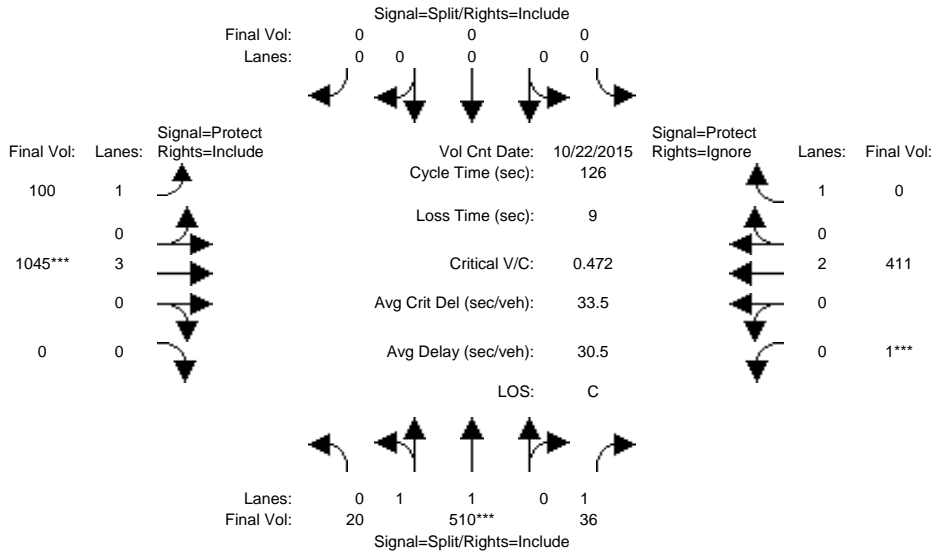 Signal=Split/Rights=Include
Final Vol: 0 0 0
Lanes: 0 0 0 0 0
Signal=Protect
Final Vol: Lanes: Rights=Include
Vol Cnt Date: 10/22/2015
Signal=Protect
Rights=Ignore Lanes: Final Vol:
Cycle Time (sec): 126
100 1
1 0
Loss Time (sec): 9
0
0
1045*** 3
Critical V/C: 0.472
2 411
0
Avg Crit Del (sec/veh): 33.5
0
0 0
Avg Delay (sec/veh): 30.5
0 1***
LOS: C
Lanes: 0 1 1 0 1
Final Vol: 20 510*** 36
Signal=Split/Rights=Include